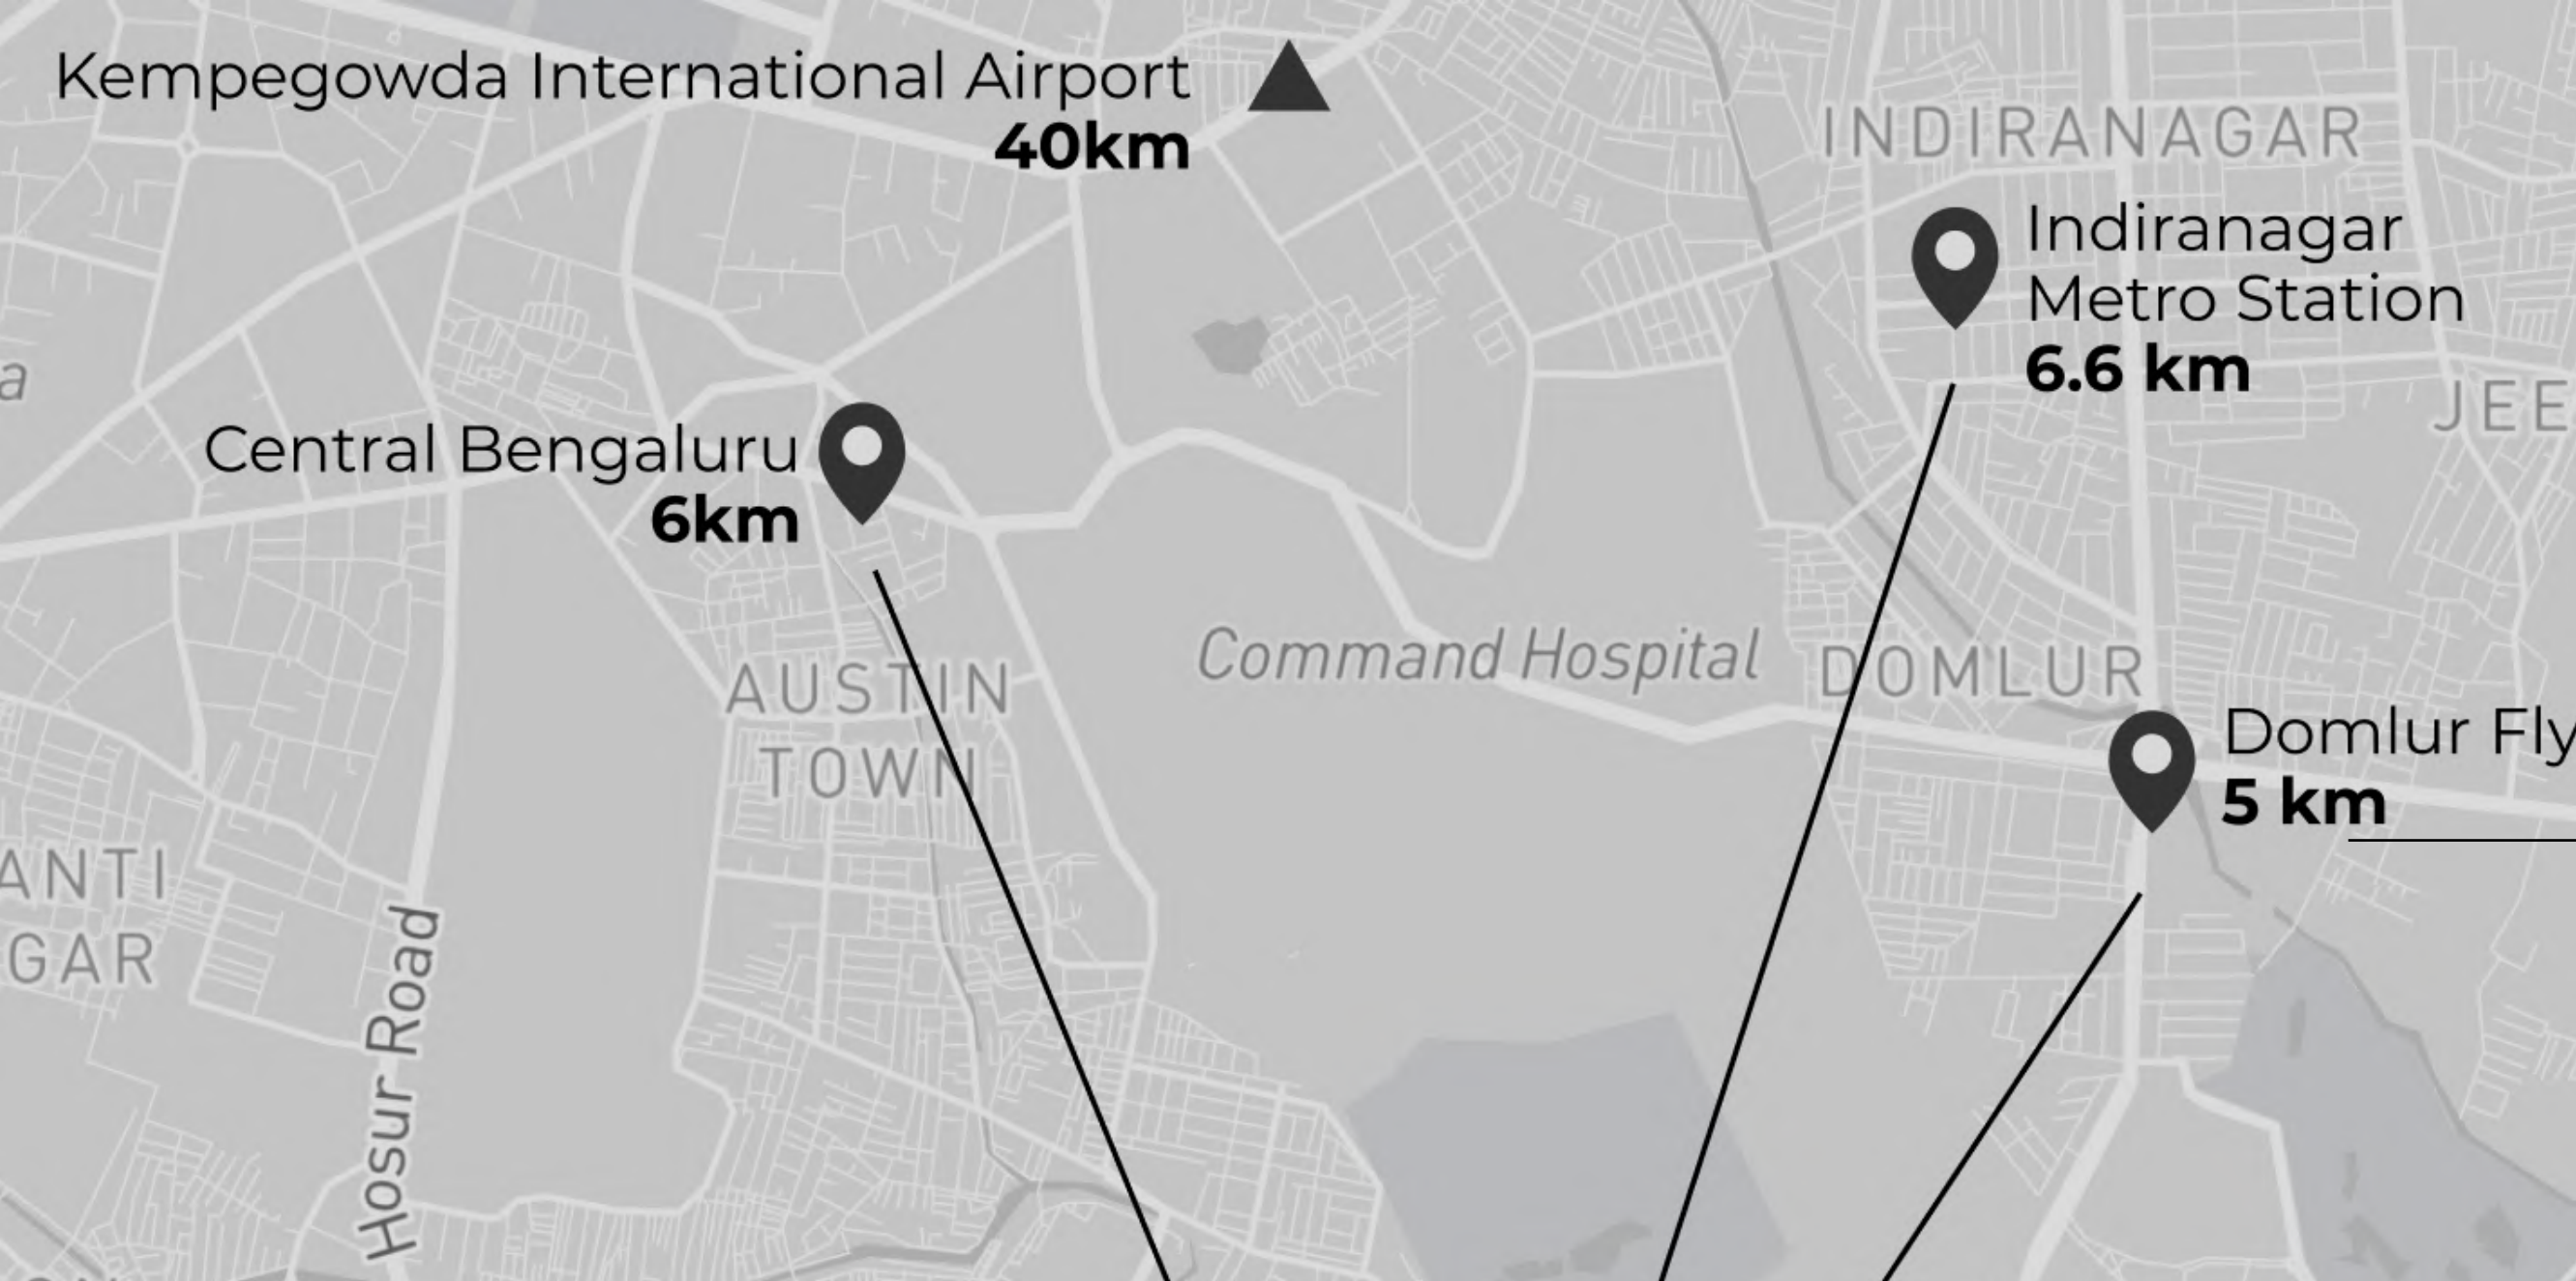 Kempegowda International Airport
40km
INDIRANAGAR
Indiranagar
Metro Station
6.6 km
a
JEE
Central Bengaluru
6km
Command Hospital
DOMLUR
AUSTIN
TOWN
Domlur Fly
5 km
ANTI
GAR
Hosur Road